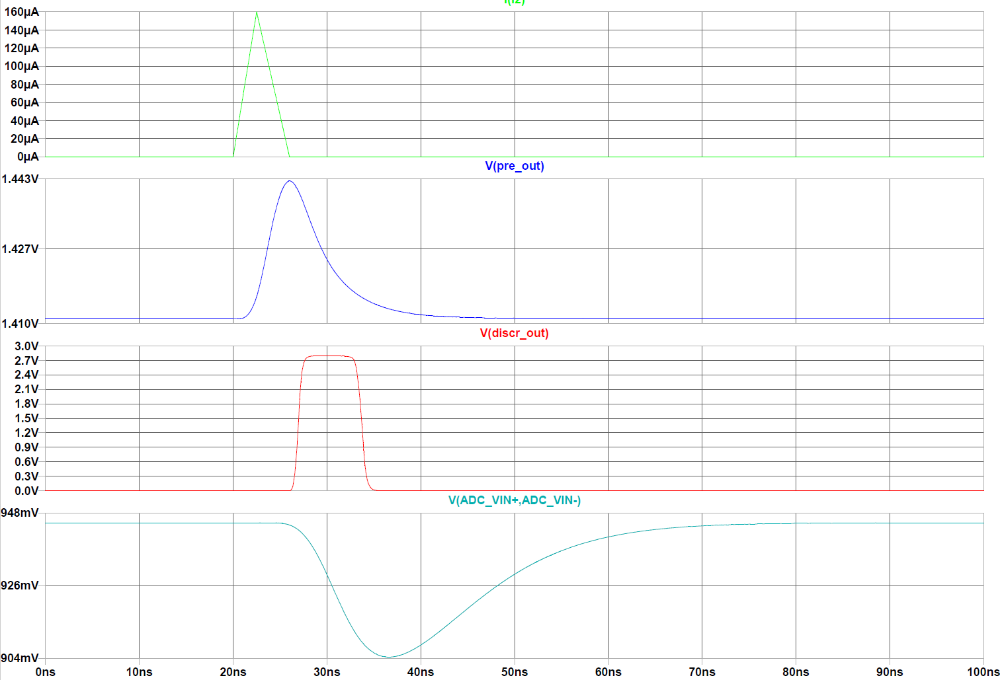 160µA
140µA
120µA
100µA
80µA
60µA
40µA
20µA
0µA
V(pre_out)
1.443V
1.427V
1.410V
V(discr_out)
3.0V
2.7V
2.4V
2.1V
1.8V
1.5V
1.2V
0.9V
0.6V
0.3V
0.0V
V(ADC_VIN+,ADC_VIN-)
948mV
926mV
904mV
0ns 10ns 20ns 30ns 40ns 50ns 60ns 70ns 80ns 90ns 100ns